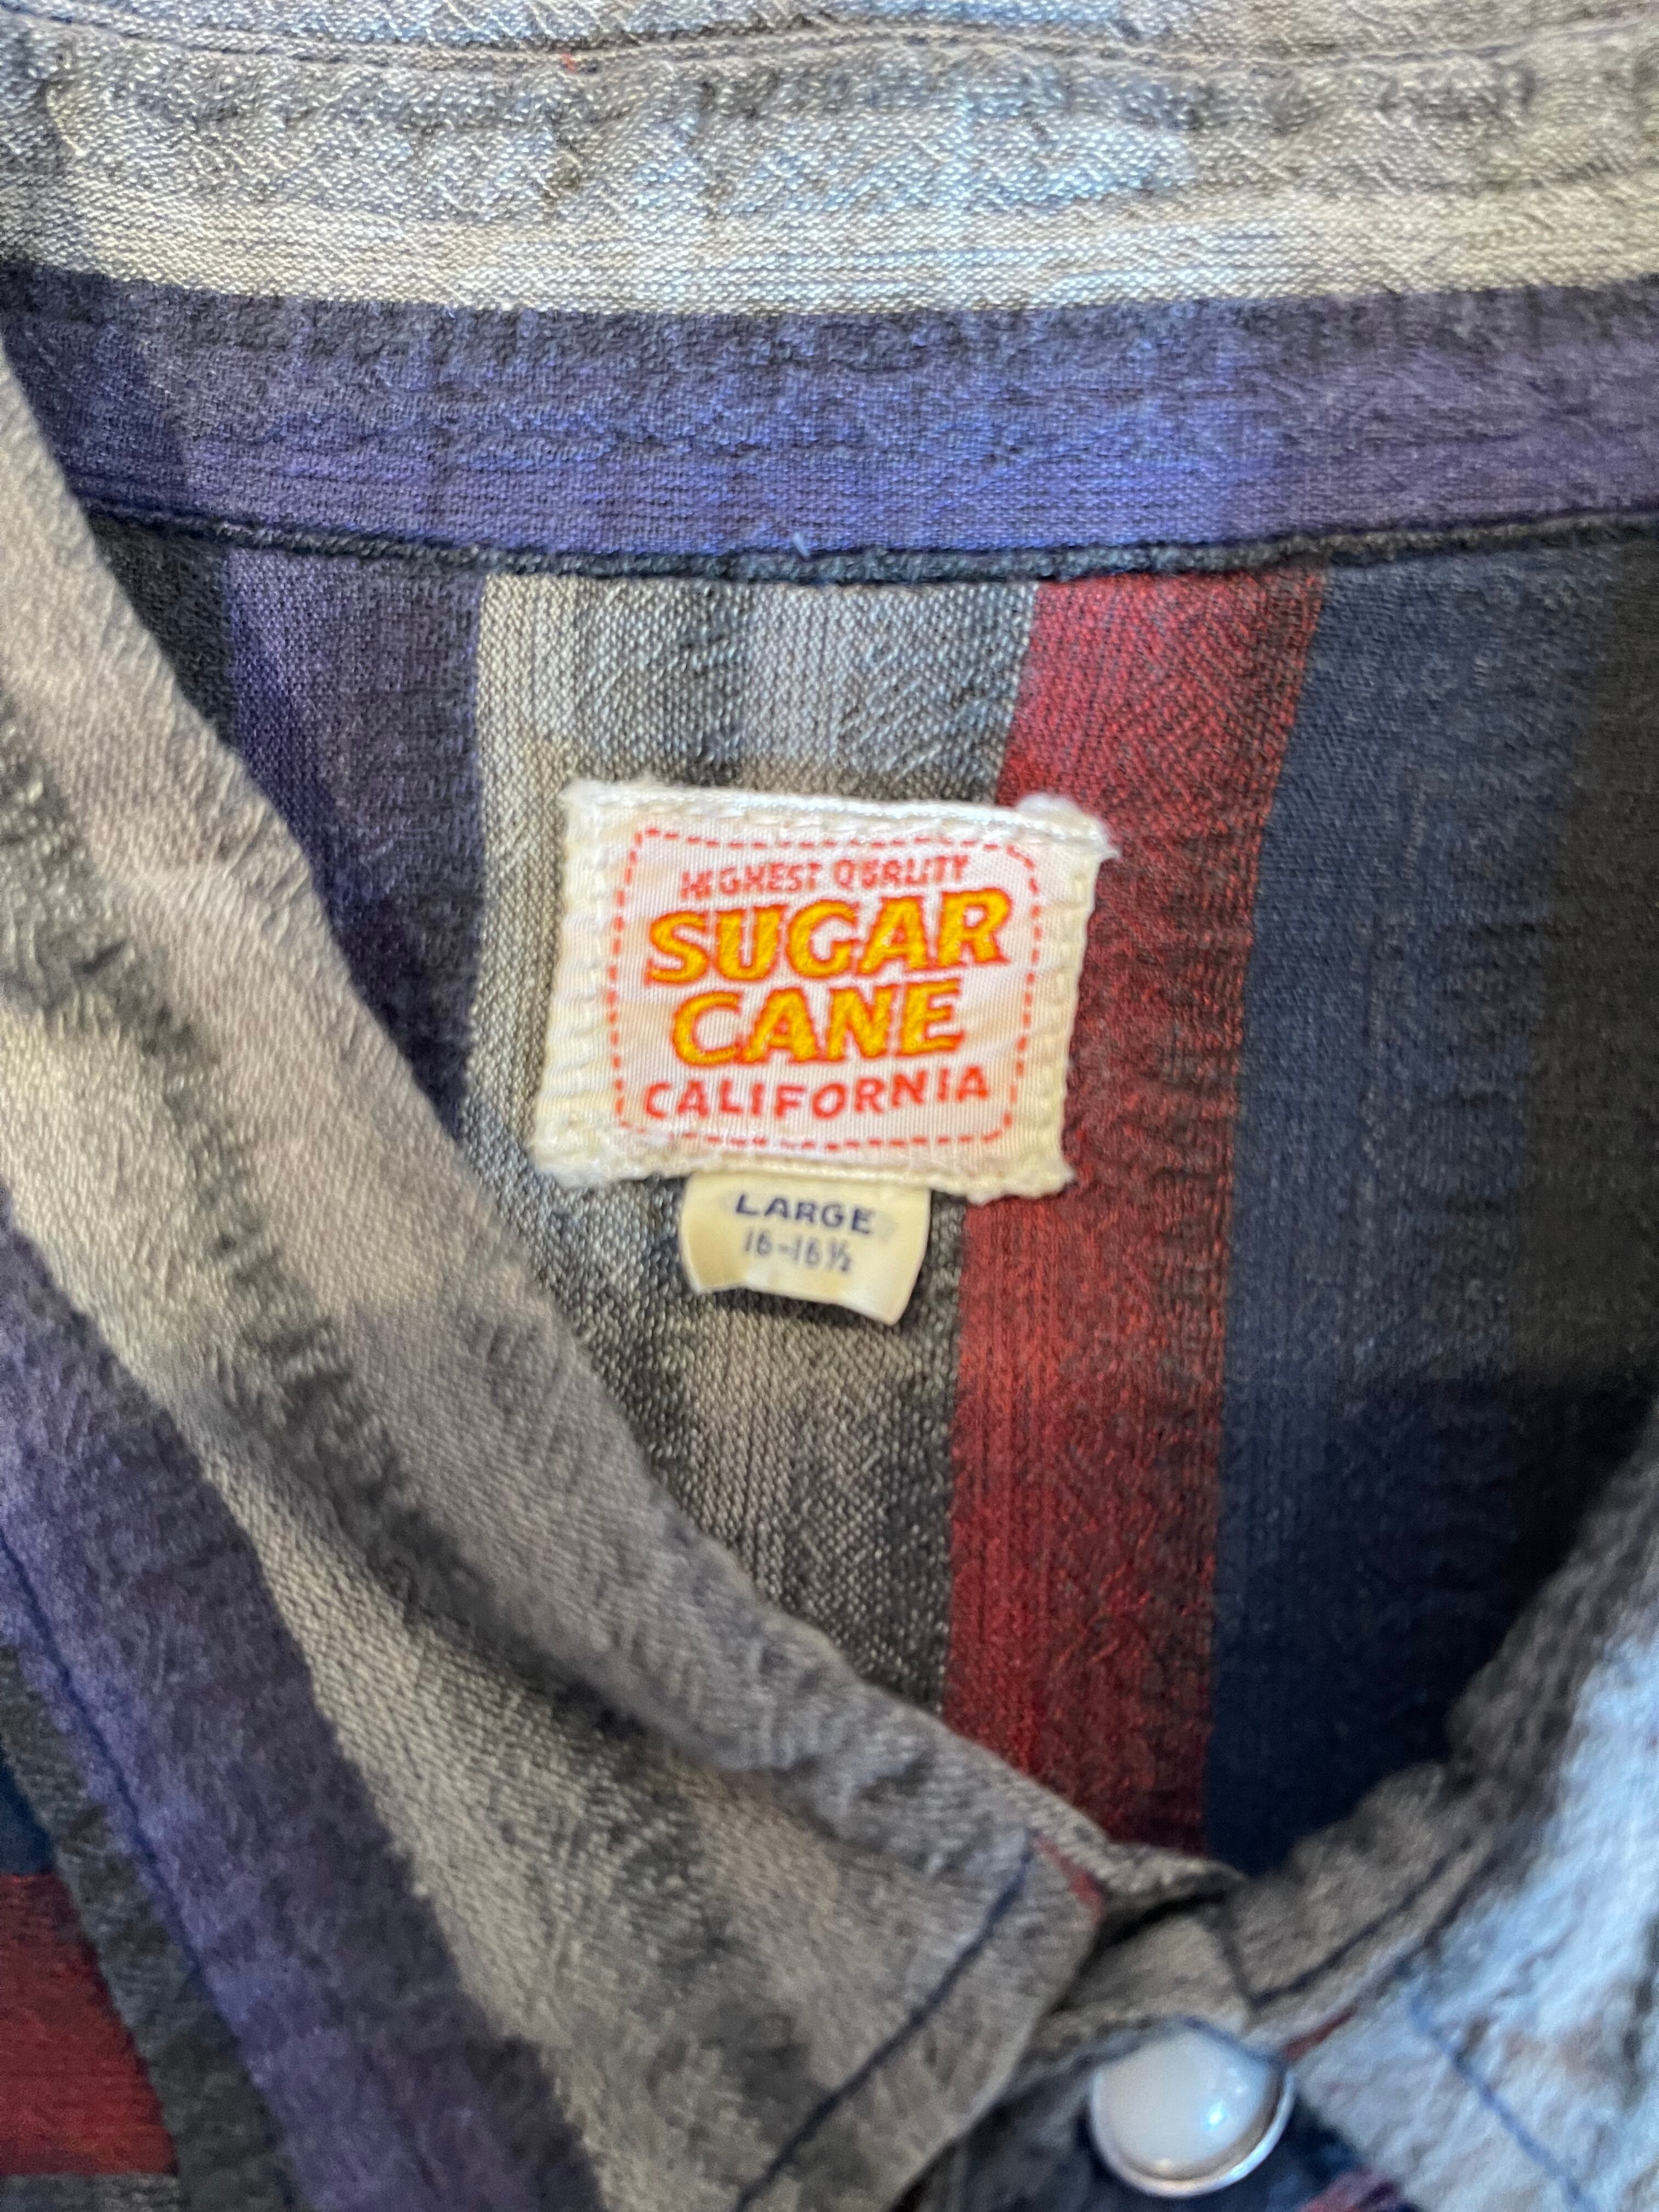 HIGHEST QUALITY
SUGAR
CANE
CALIFORNIA
LARGE
16-16½